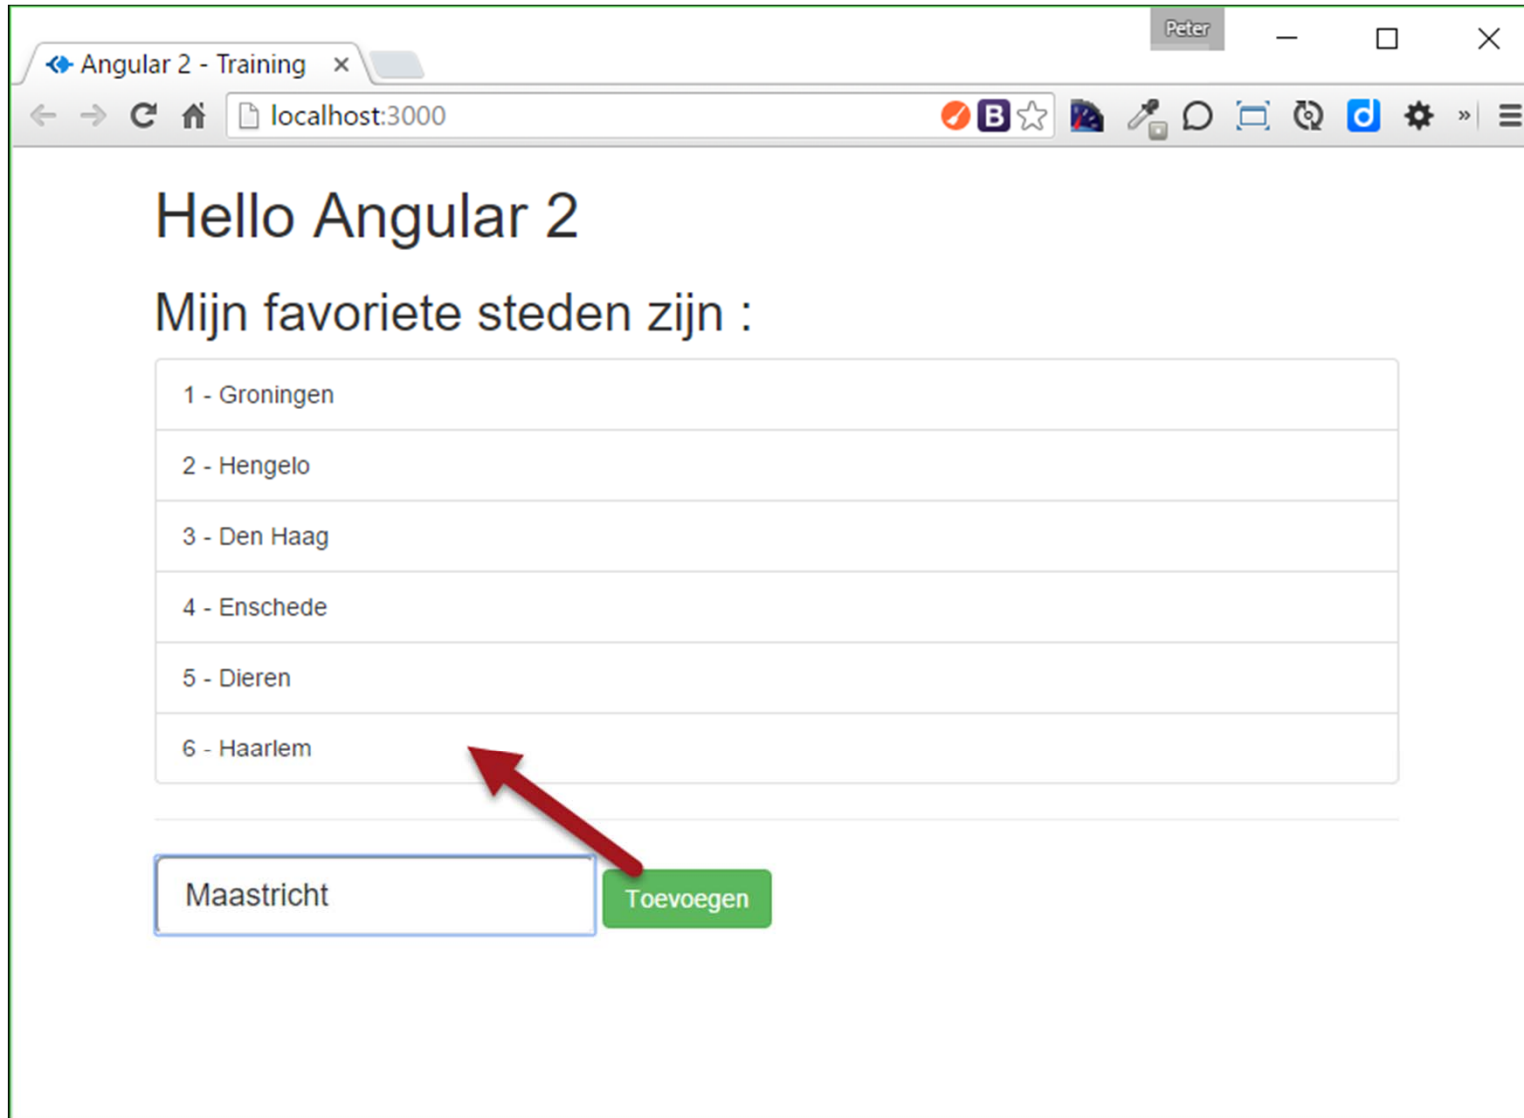 Peter
Angular 2 - Training
localhost:3000
Hello Angular 2
Mijn favoriete steden zijn :
1 - Groningen
2 - Hengelo
3 - Den Haag
4 - Enschede
5 - Dieren
6 - Haarlem
Maastricht
Toevoegen